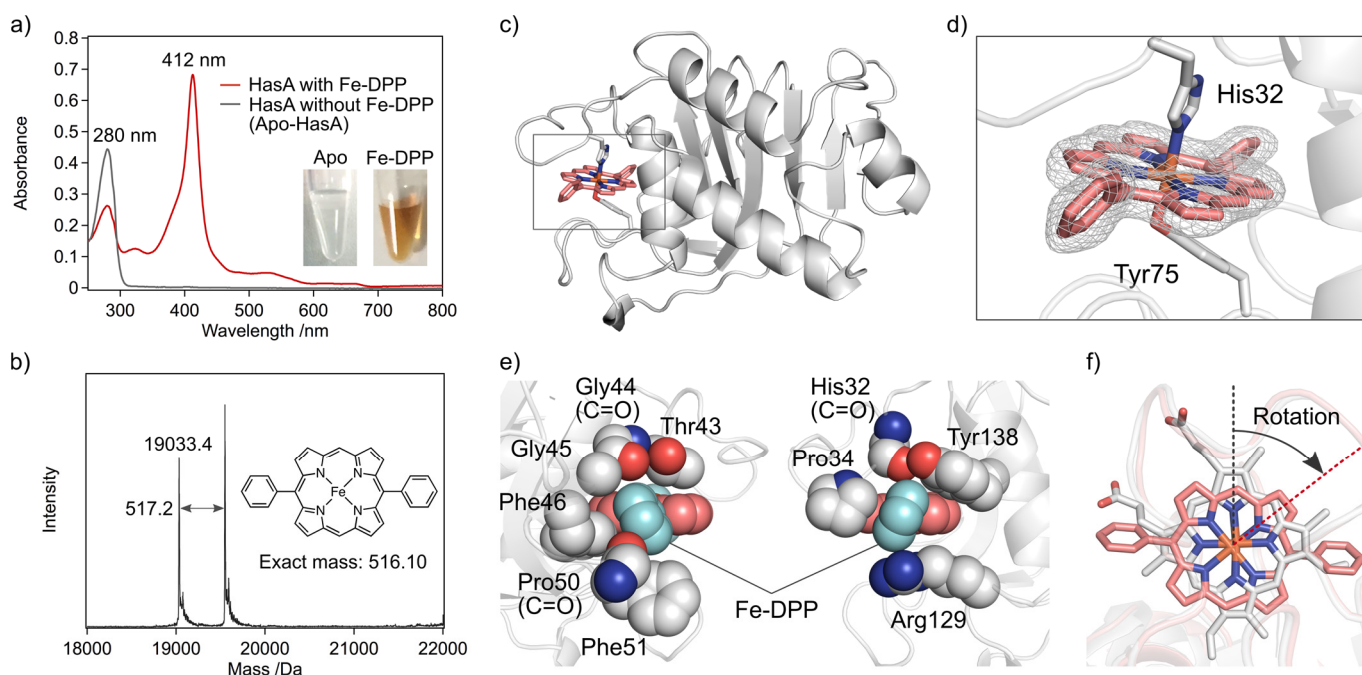 a)
0.8
0.7
0.6
0.5
0.4
0.3
0.2
0.1
0
Absorbance
412 nm
280 nm
HasA with Fe-DPP
HasA without Fe-DPP
(Apo-HasA)
Apo
Fe-DPP
300
400
500
600
700
800
Wavelength /nm
b)
Intensity
19033.4
517.2
N
N
N
N
Fe
Exact mass: 516.10
18000
19000
20000
21000
22000
Mass /Da
c)
d)
His32
Tyr75
e)
Gly44
(C=O)
Thr43
Gly45
Phe46
Pro50
(C=O)
Phe51
His32
(C=O)
Tyr138
Pro34
Fe-DPP
Arg129
f)
Rotation